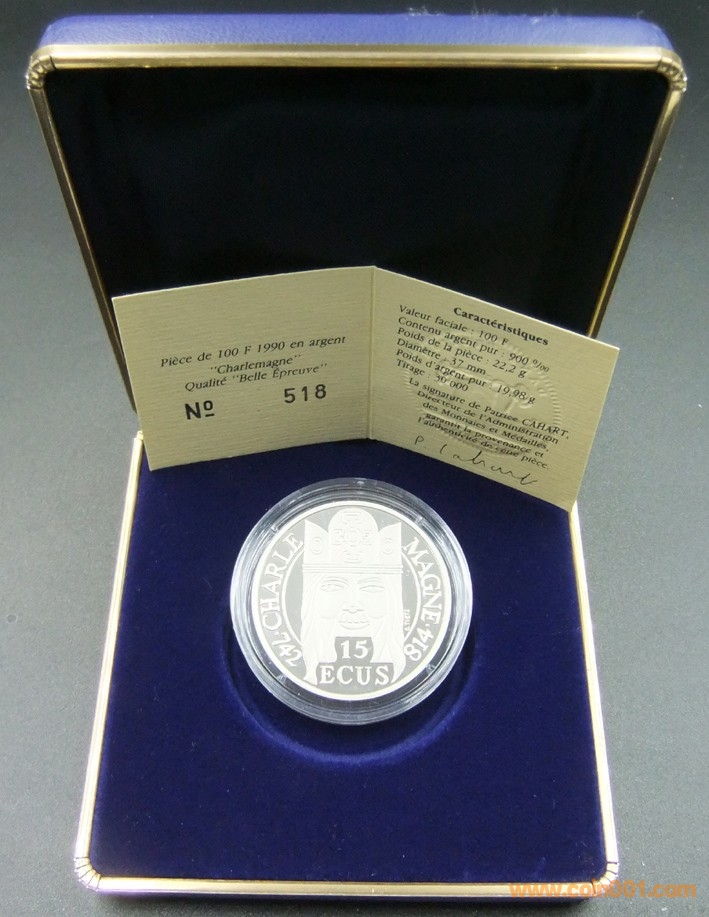 Pièce de 100 F 1990 en argent
"Charlemagne"
Qualité "Belle Épreuve"
Nº 518
Caractéristiques
Valeur faciale : 100 F
Contenu argent pur : 900 ‰
Poids de la pièce : 22,2 g
Diamètre : 37 mm
Poids d'argent pur : 19,98 g
Tirage : 50 000
La signature de Patrice CAHART,
Directeur de l'Administration
des Monnaies et Médailles,
garantit la provenance et
l'authenticité de cette pièce.
P Cahart
CHARLE MAGNE
742 814
15
ECUS
www.coin001.com